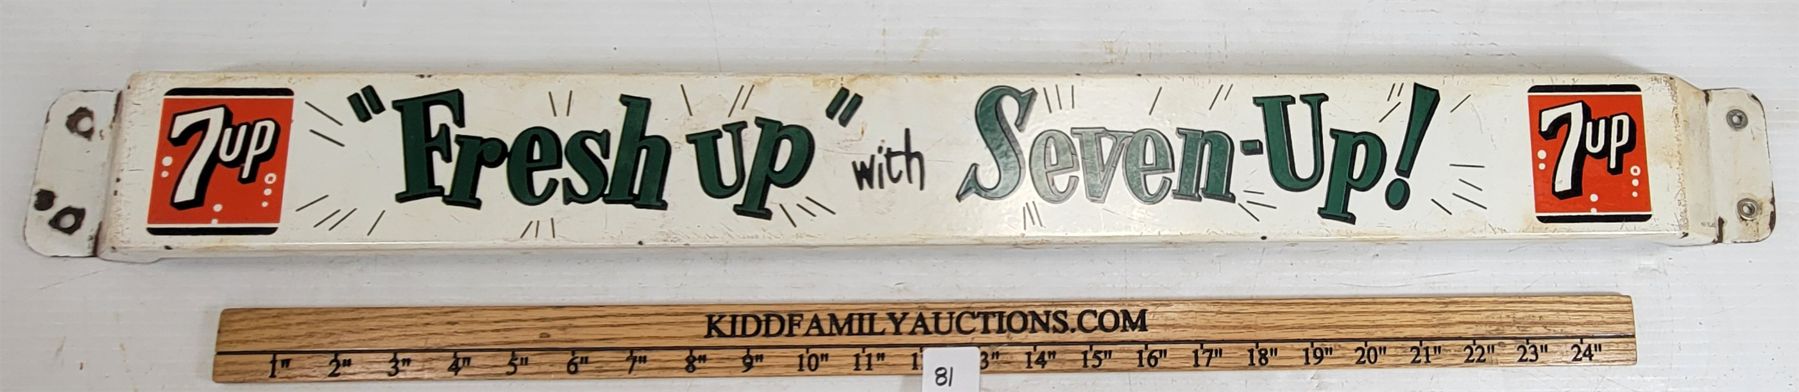 7up "Fresh up" with Seven-Up! 7up
KIDDFAMILYAUCTIONS.COM
1" 2" 3" 4" 5" 6" 7" 8" 9" 10" 11" 13" 14" 15" 16" 17" 18" 19" 20" 21" 22" 23" 24"
81